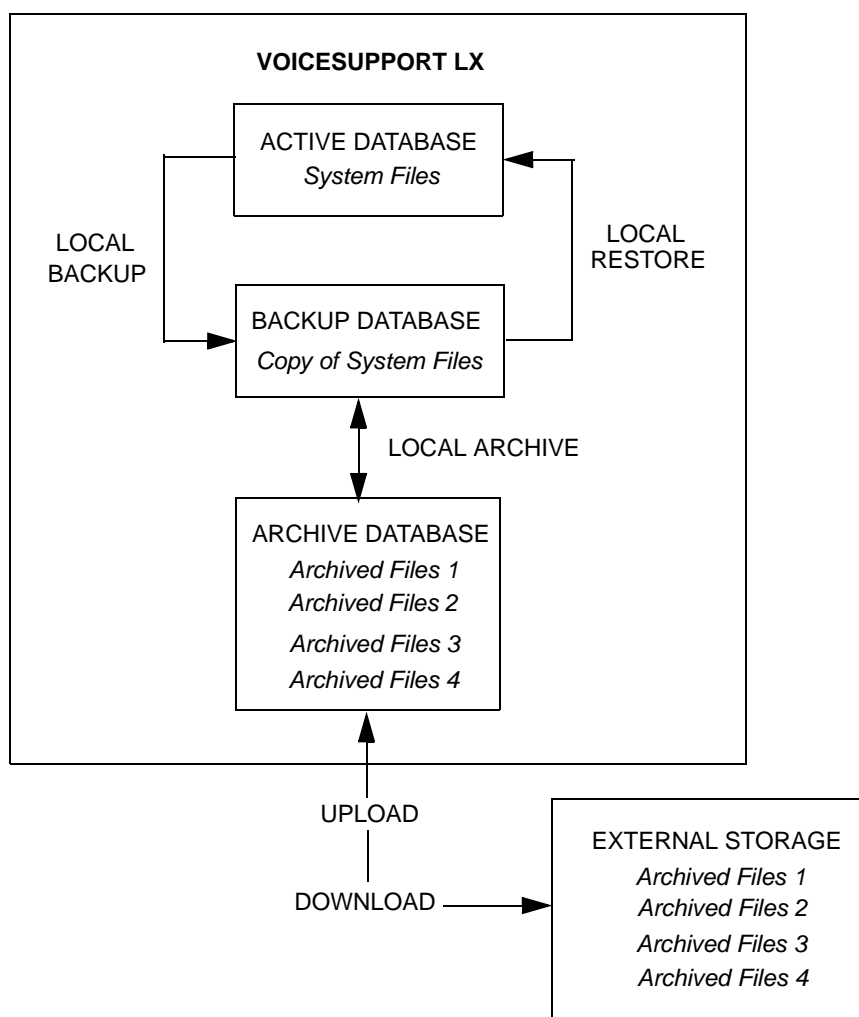 VOICESUPPORT LX
ACTIVE DATABASE
System Files
LOCAL
BACKUP
LOCAL
RESTORE
BACKUP DATABASE
Copy of System Files
LOCAL ARCHIVE
ARCHIVE DATABASE
Archived Files 1
Archived Files 2
Archived Files 3
Archived Files 4
UPLOAD
DOWNLOAD
EXTERNAL STORAGE
Archived Files 1
Archived Files 2
Archived Files 3
Archived Files 4